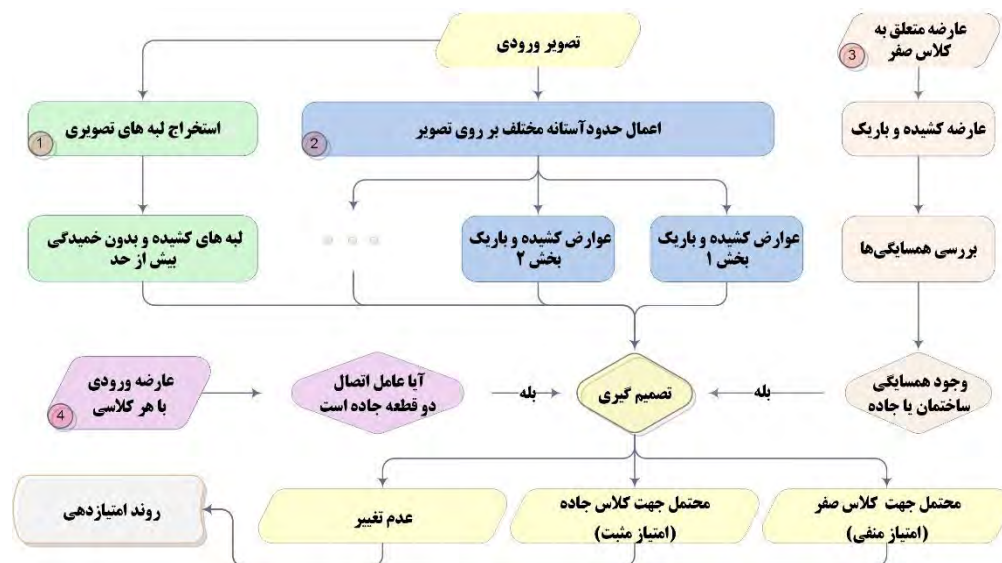 تصویر ورودی
عارضه متعلق به
کلاس صفر
3
استخراج لبه های تصویری
1
اعمال حدودآستانه مختلف بر روی تصویر
2
عارضه کشیده و باریک
لبه های کشیده و بدون خمیدگی
بیش از حد
عوارض کشیده و باریک
بخش ۲
عوارض کشیده و باریک
بخش ۱
بررسی همسایگی‌ها
عارضه ورودی
با هر کلاسی
4
آیا عامل اتصال
دو قطعه جاده است
بله
تصمیم گیری
بله
وجود همسایگی
ساختمان یا جاده
روند امتیازدهی
عدم تغییر
محتمل جهت کلاس جاده
(امتیاز مثبت)
محتمل جهت کلاس صفر
(امتیاز منفی)